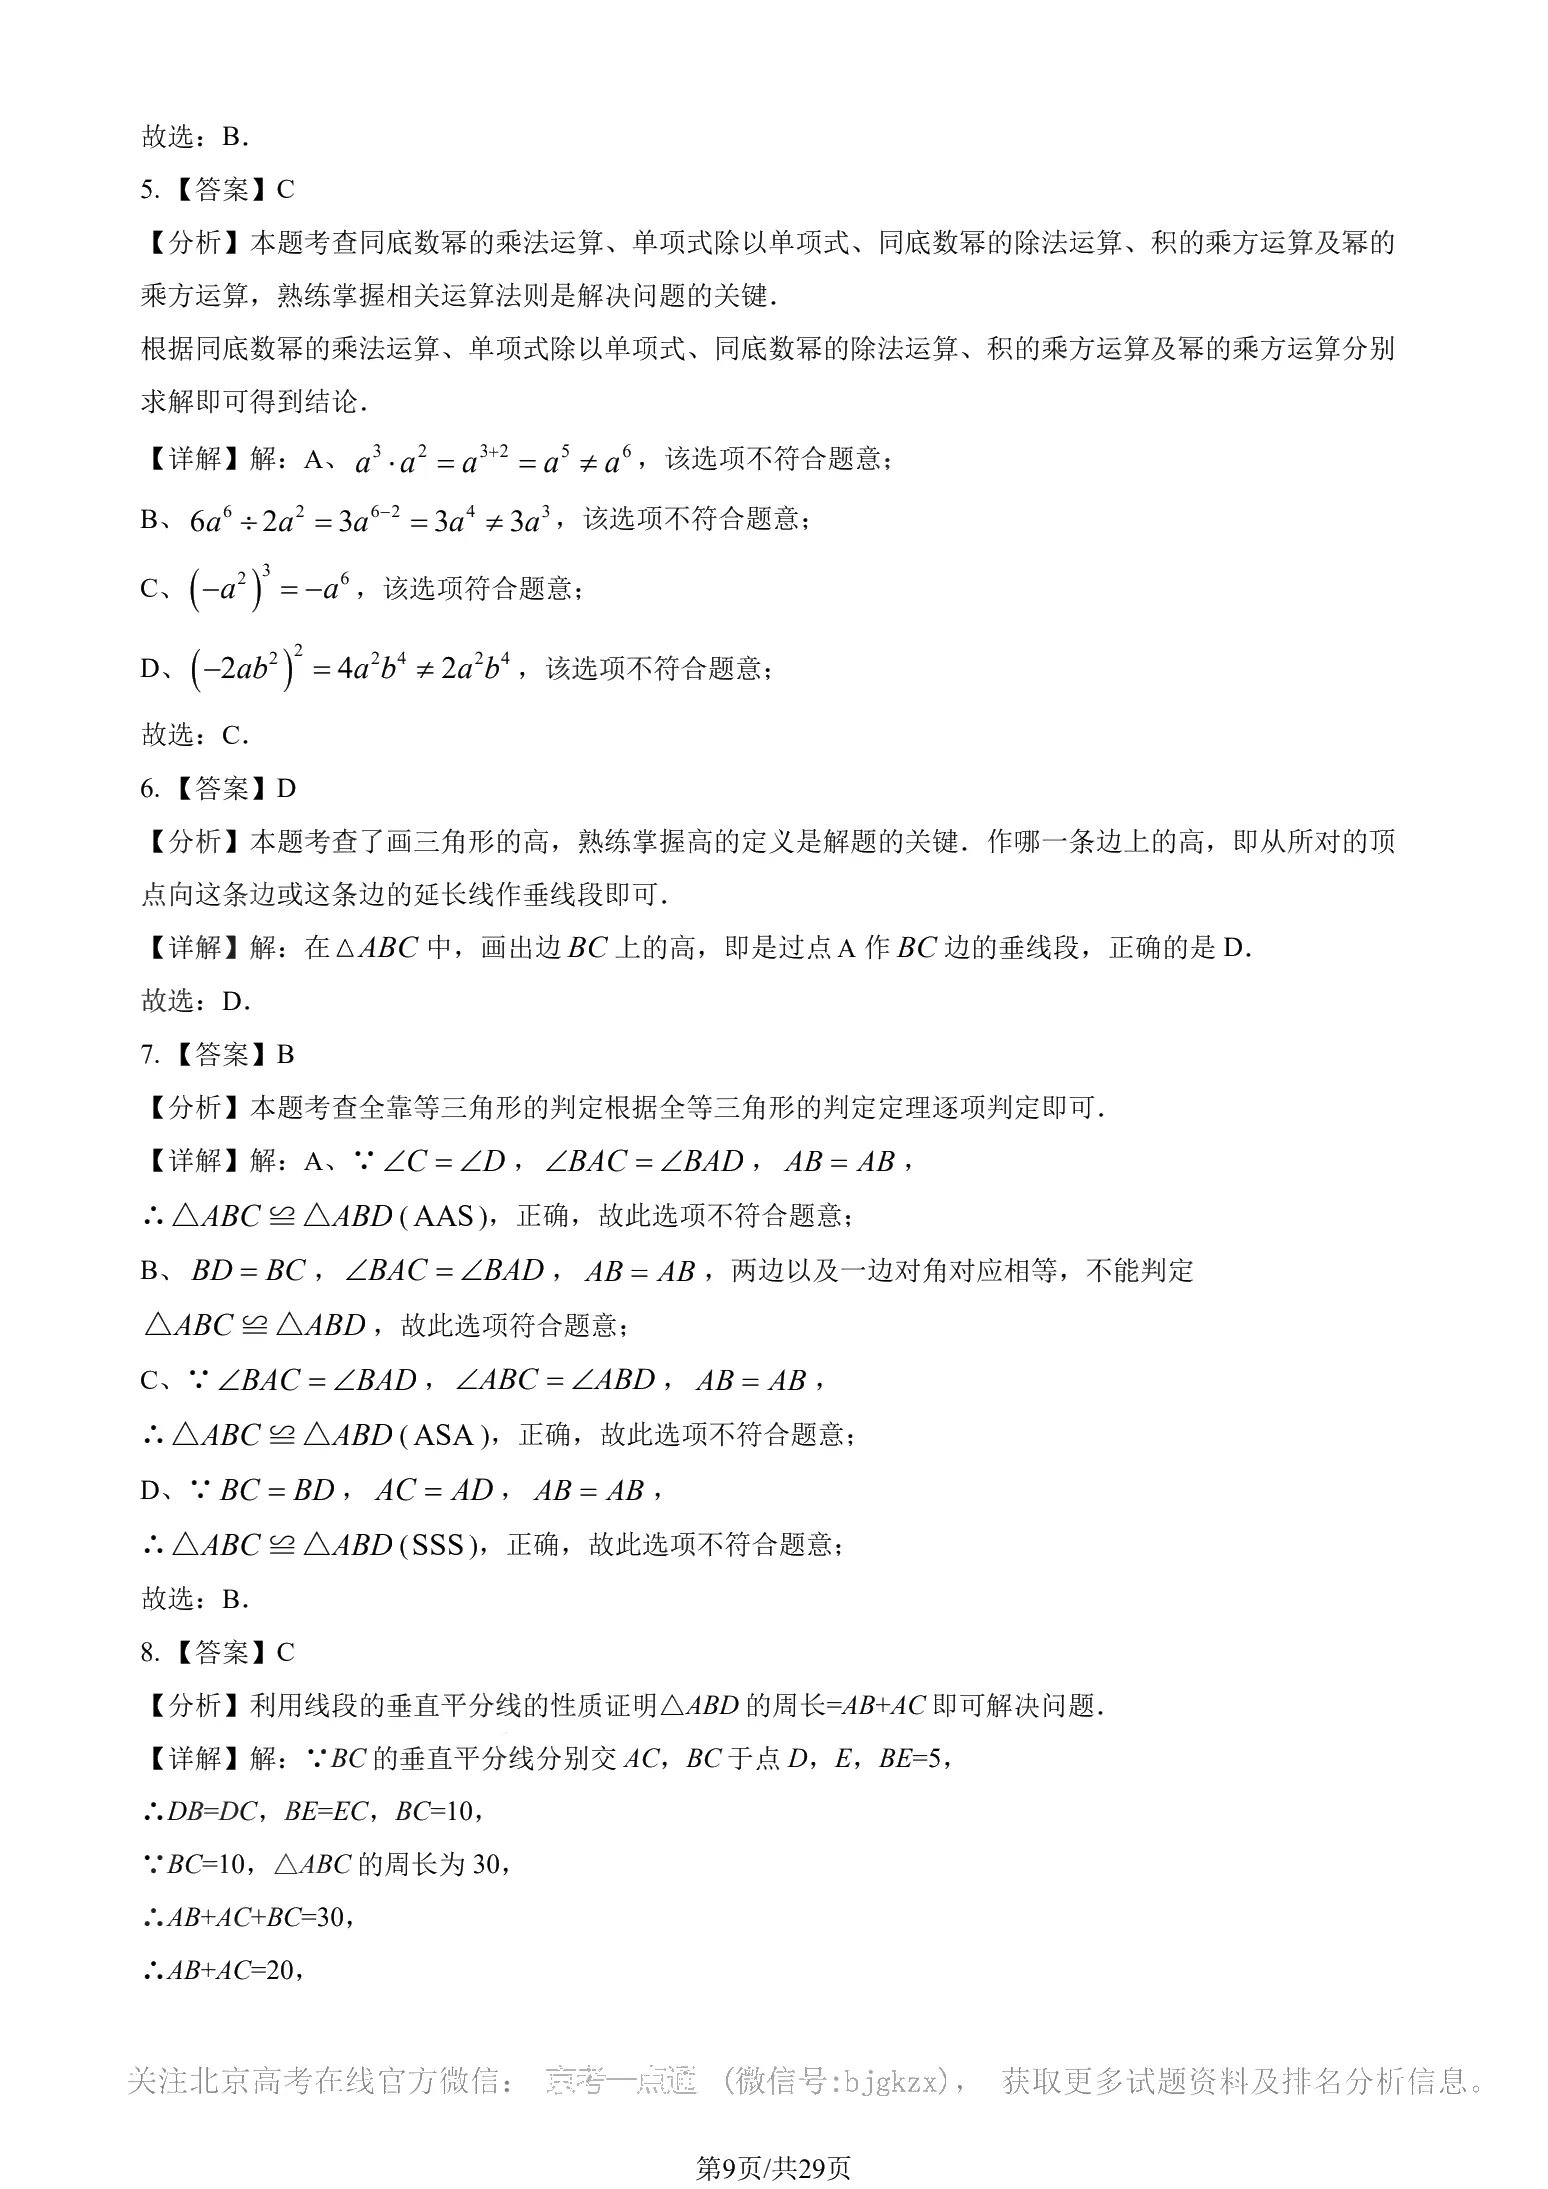 故选：B．
5. 【答案】C
【分析】本题考查同底数幂的乘法运算、单项式除以单项式、同底数幂的除法运算、积的乘方运算及幂的
乘方运算，熟练掌握相关运算法则是解决问题的关键．
根据同底数幂的乘法运算、单项式除以单项式、同底数幂的除法运算、积的乘方运算及幂的乘方运算分别
求解即可得到结论．
【详解】解：A、a³·a² = a³⁺² = a⁵ ≠ a⁶，该选项不符合题意；
B、6a⁶ ÷ 2a² = 3a⁶⁻² = 3a⁴ ≠ 3a³，该选项不符合题意；
C、(−a²)³ = −a⁶，该选项符合题意；
D、(−2ab²)² = 4a²b⁴ ≠ 2a²b⁴，该选项不符合题意；
故选：C．
6. 【答案】D
【分析】本题考查了画三角形的高，熟练掌握高的定义是解题的关键．作哪一条边上的高，即从所对的顶
点向这条边或这条边的延长线作垂线段即可．
【详解】解：在△ABC 中，画出边 BC 上的高，即是过点 A 作 BC 边的垂线段，正确的是 D．
故选：D．
7. 【答案】B
【分析】本题考查全靠等三角形的判定根据全等三角形的判定定理逐项判定即可．
【详解】解：A、∵∠C = ∠D，∠BAC = ∠BAD，AB = AB，
∴△ABC ≌ △ABD(AAS)，正确，故此选项不符合题意；
B、BD = BC，∠BAC = ∠BAD，AB = AB，两边以及一边对角对应相等，不能判定
△ABC ≌ △ABD，故此选项符合题意；
C、∵∠BAC = ∠BAD，∠ABC = ∠ABD，AB = AB，
∴△ABC ≌ △ABD(ASA)，正确，故此选项不符合题意；
D、∵BC = BD，AC = AD，AB = AB，
∴△ABC ≌ △ABD(SSS)，正确，故此选项不符合题意；
故选：B．
8. 【答案】C
【分析】利用线段的垂直平分线的性质证明△ABD 的周长=AB+AC 即可解决问题．
【详解】解：∵BC 的垂直平分线分别交 AC，BC 于点 D，E，BE=5，
∴DB=DC，BE=EC，BC=10，
∵BC=10，△ABC 的周长为 30，
∴AB+AC+BC=30，
∴AB+AC=20，
关注北京高考在线官方微信： 京考一点通 (微信号:bjgkzx)， 获取更多试题资料及排名分析信息。
第9页/共29页